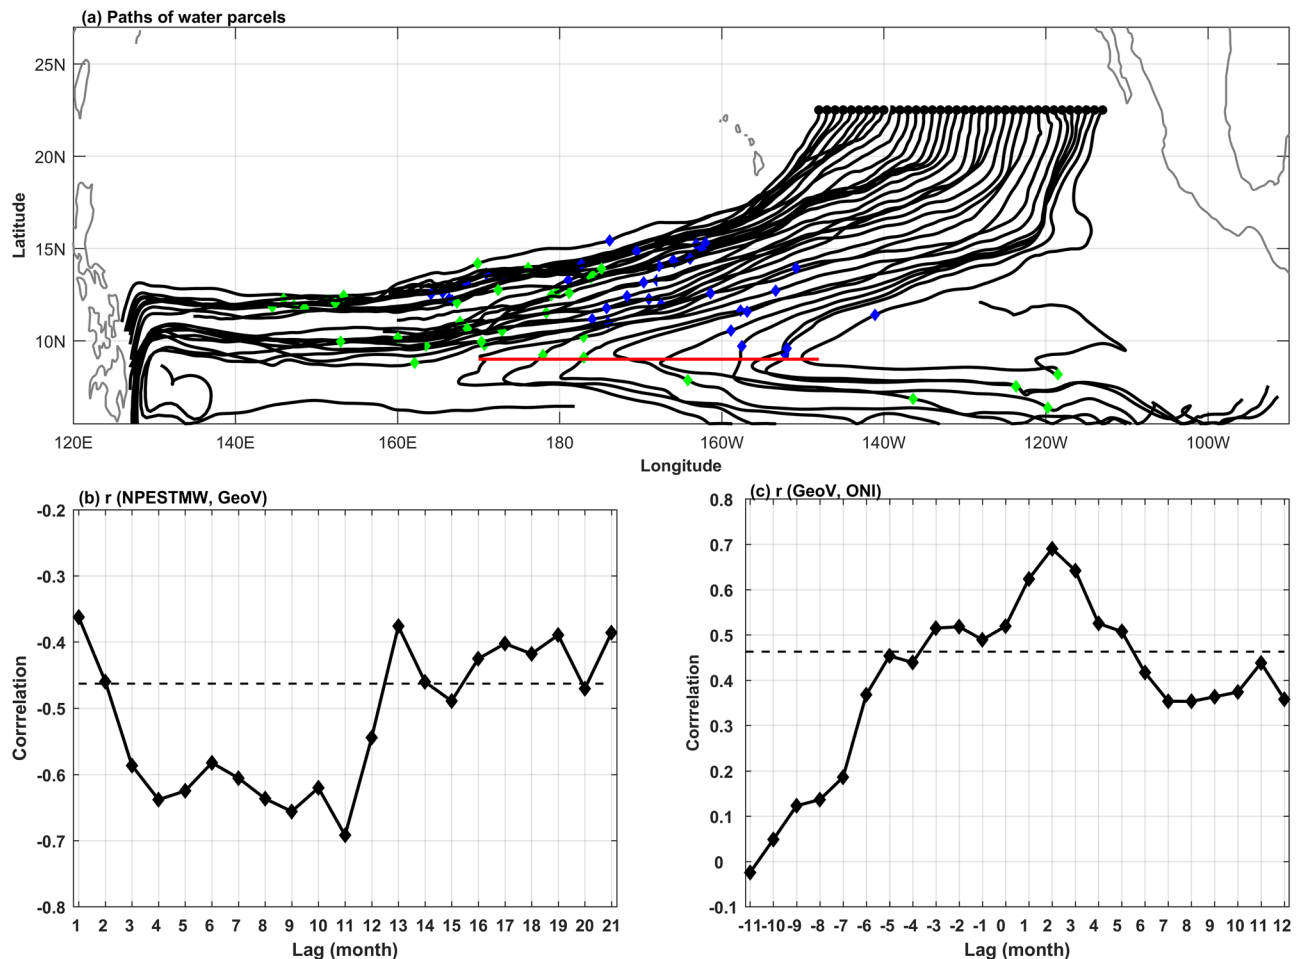 (a) Paths of water parcels
25N
20N
15N
10N
Latitude
120E 140E 160E 180 160W 140W 120W 100W
Longitude
(b) r (NPESTMW, GeoV)
-0.2
-0.3
-0.4
-0.5
-0.6
-0.7
-0.8
Corrrelation
1 2 3 4 5 6 7 8 9 10 11 12 13 14 15 16 17 18 19 20 21
Lag (month)
(c) r (GeoV, ONI)
0.8
0.7
0.6
0.5
0.4
0.3
0.2
0.1
0
-0.1
Corrrelation
-11 -10 -9 -8 -7 -6 -5 -4 -3 -2 -1 0 1 2 3 4 5 6 7 8 9 10 11 12
Lag (month)